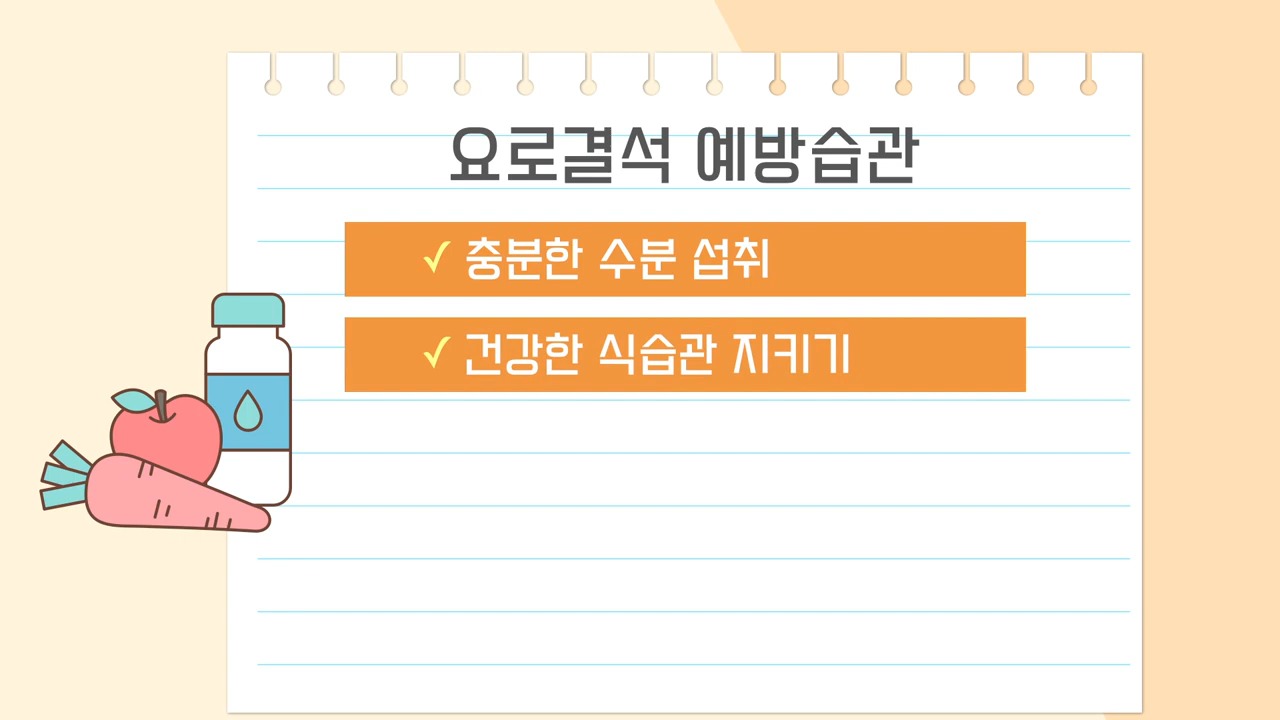 요로결석 예방습관
✓ 충분한 수분 섭취
✓ 건강한 식습관 지키기